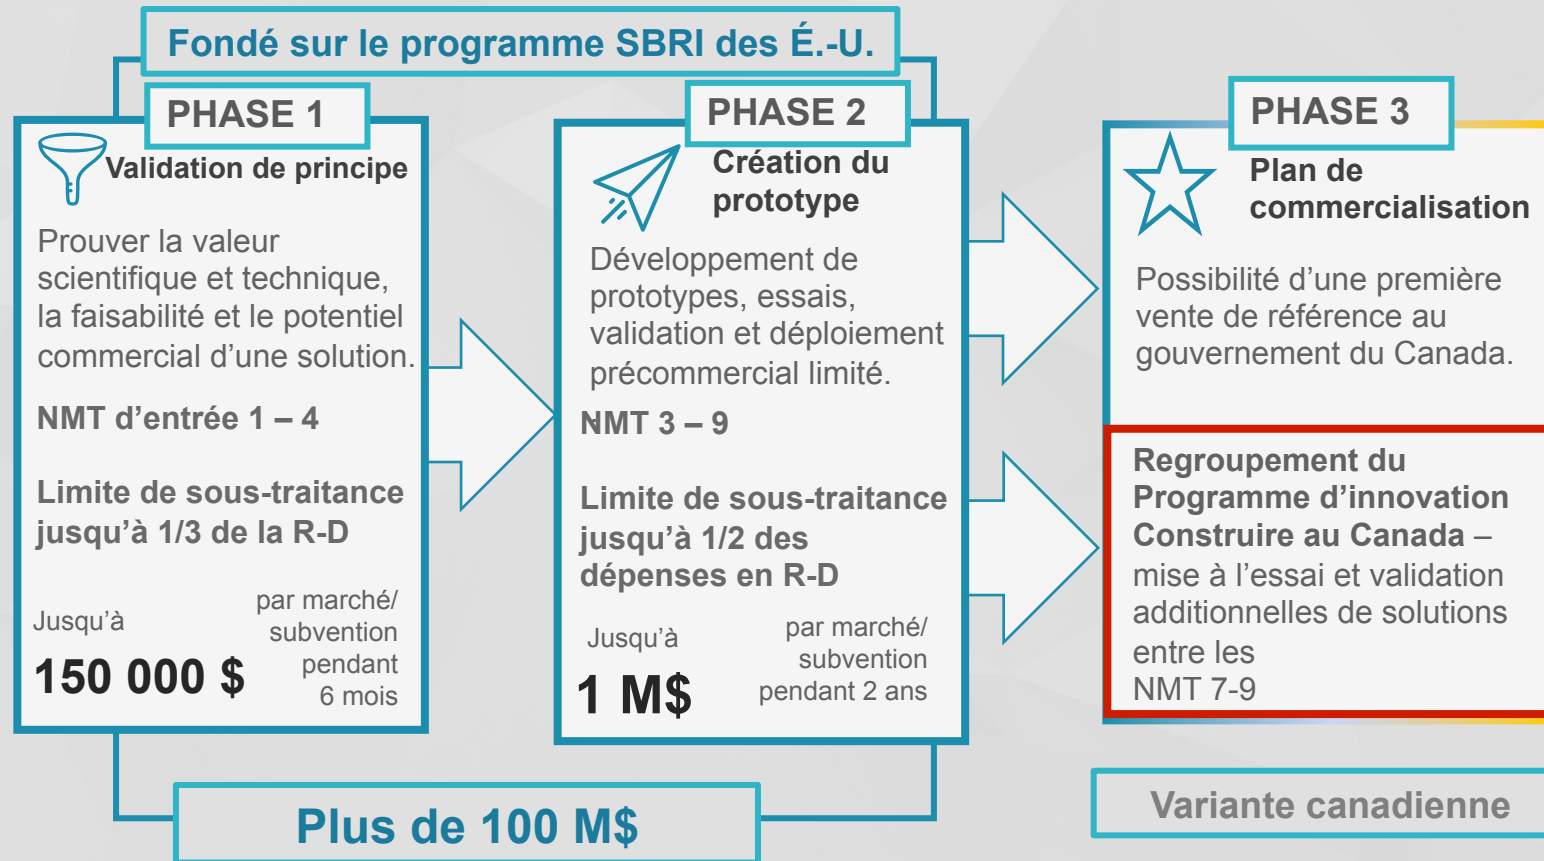 Fondé sur le programme SBRI des É.-U.
PHASE 1
Validation de principe
Prouver la valeur
scientifique et technique,
la faisabilité et le potentiel
commercial d’une solution.
NMT d’entrée 1 – 4
Limite de sous-traitance
jusqu’à 1/3 de la R-D
Jusqu’à
150 000 $
par marché/
subvention
pendant
6 mois
PHASE 2
Création du
prototype
Développement de
prototypes, essais,
validation et déploiement
précommercial limité.
NMT 3 – 9
Limite de sous-traitance
jusqu’à 1/2 des
dépenses en R-D
Jusqu’à
1 M$
par marché/
subvention
pendant 2 ans
Plus de 100 M$
PHASE 3
Plan de
commercialisation
Possibilité d’une première
vente de référence au
gouvernement du Canada.
Regroupement du
Programme d’innovation
Construire au Canada –
mise à l’essai et validation
additionnelles de solutions
entre les
NMT 7-9
Variante canadienne